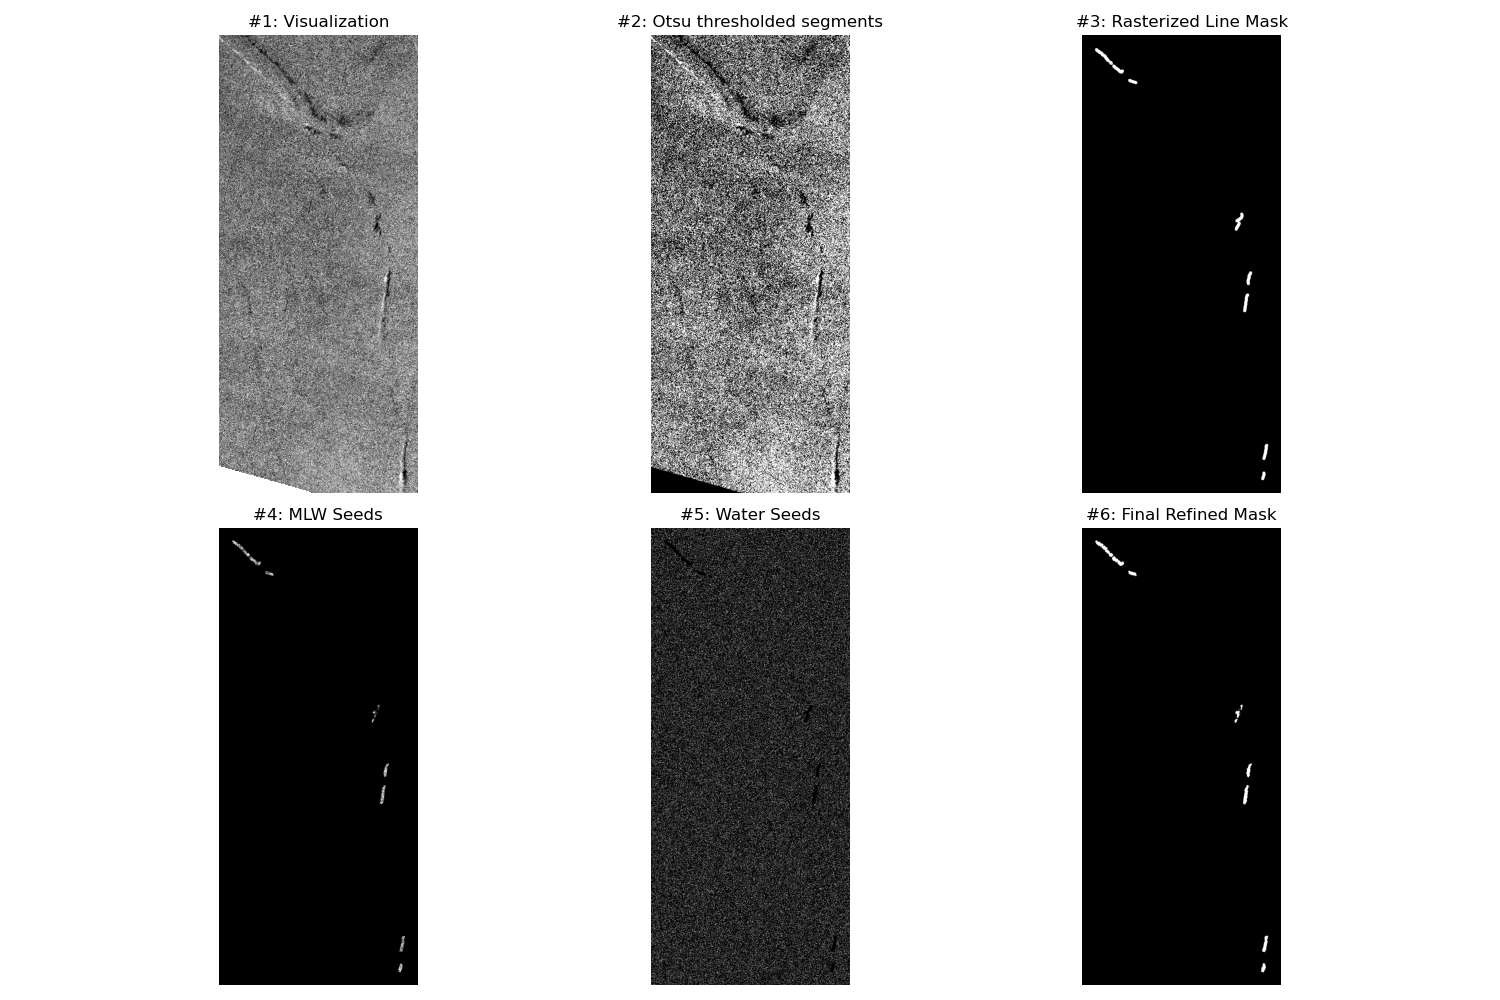 #1: Visualization
#2: Otsu thresholded segments
#3: Rasterized Line Mask
#4: MLW Seeds
#5: Water Seeds
#6: Final Refined Mask